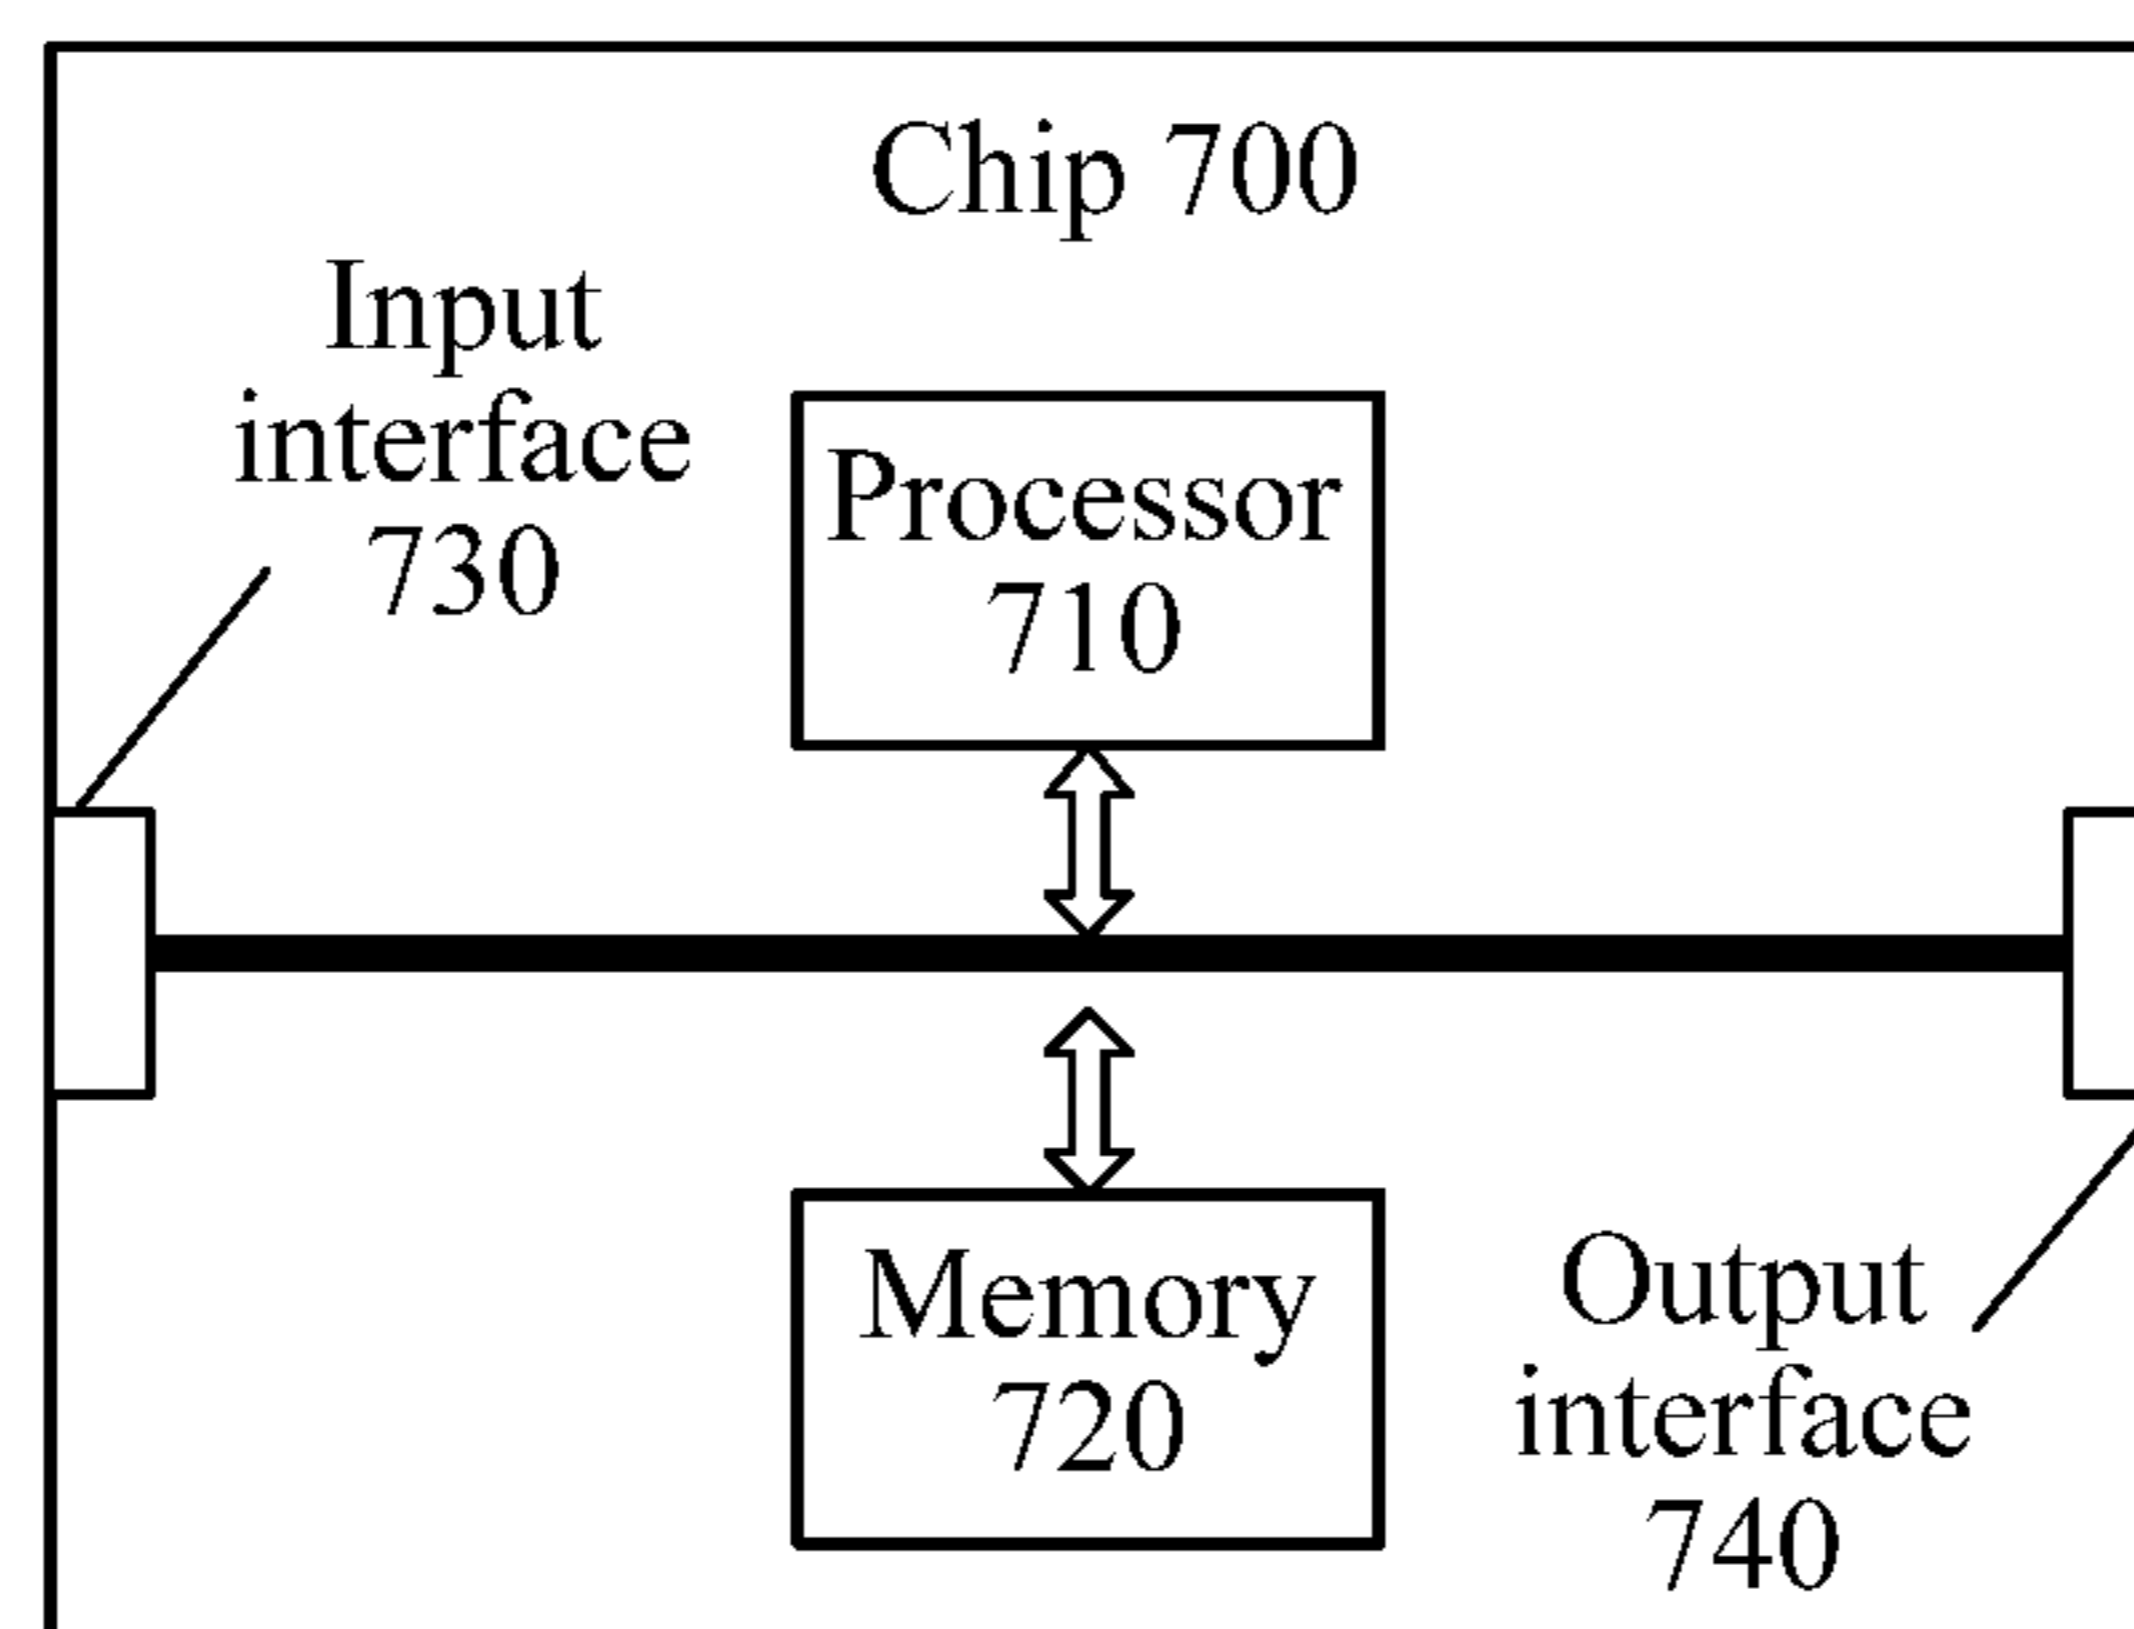 Chip 700
Input
interface
730
Processor
710
Memory
720
Output
interface
740